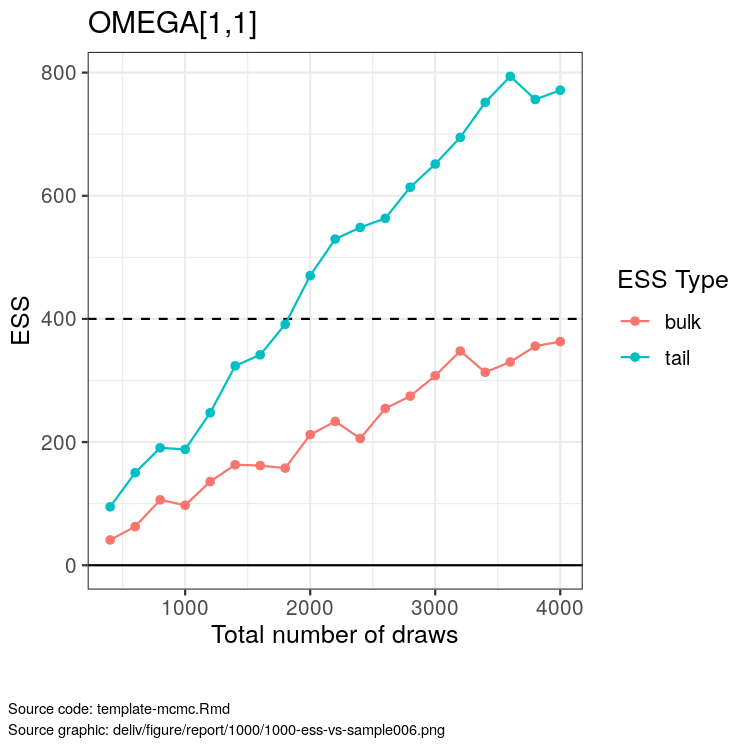 OMEGA[1,1]
800
600
400
200
0
ESS
1000 2000 3000 4000
Total number of draws
ESS Type
bulk
tail
Source code: template-mcmc.Rmd
Source graphic: deliv/figure/report/1000/1000-ess-vs-sample006.png